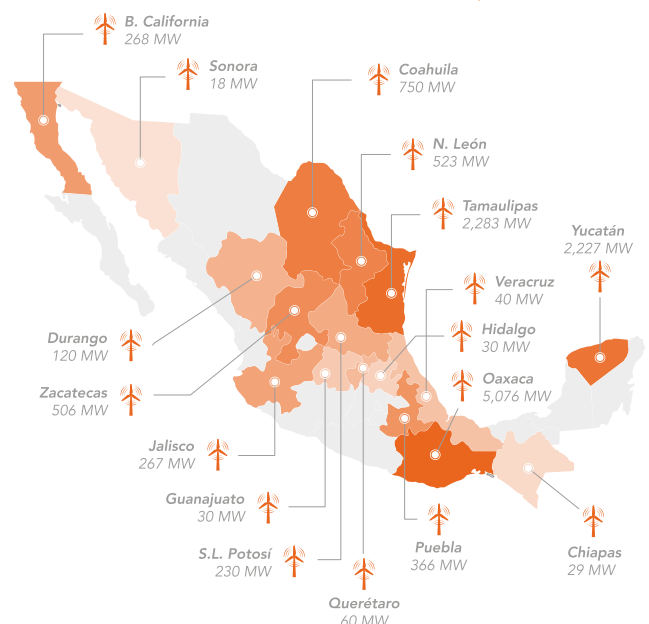 B. California
268 MW
Sonora
18 MW
Coahuila
750 MW
N. León
523 MW
Tamaulipas
2,283 MW
Yucatán
2,227 MW
Veracruz
40 MW
Hidalgo
30 MW
Durango
120 MW
Oaxaca
5,076 MW
Zacatecas
506 MW
Jalisco
267 MW
Guanajuato
30 MW
S.L. Potosí
230 MW
Puebla
366 MW
Chiapas
29 MW
Querétaro
60 MW